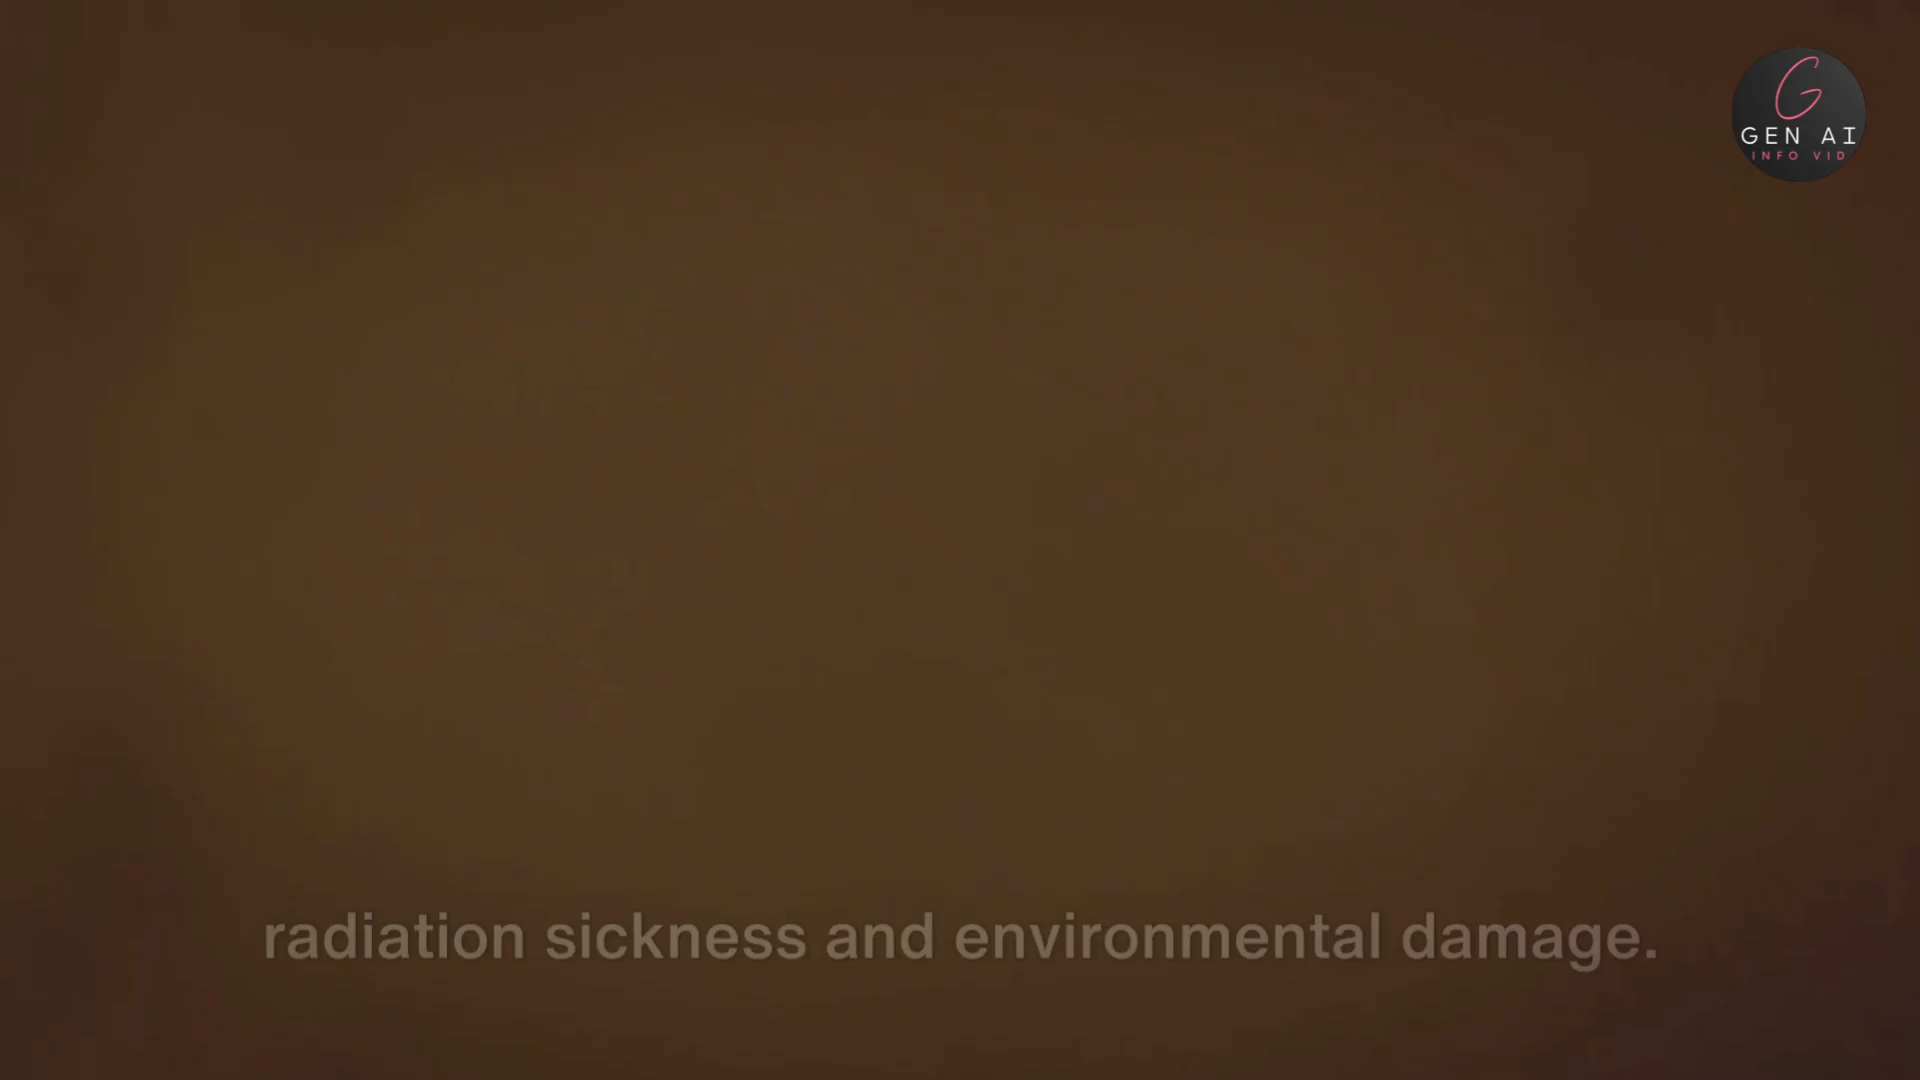 G
GEN AI
INFO VID
radiation sickness and environmental damage.